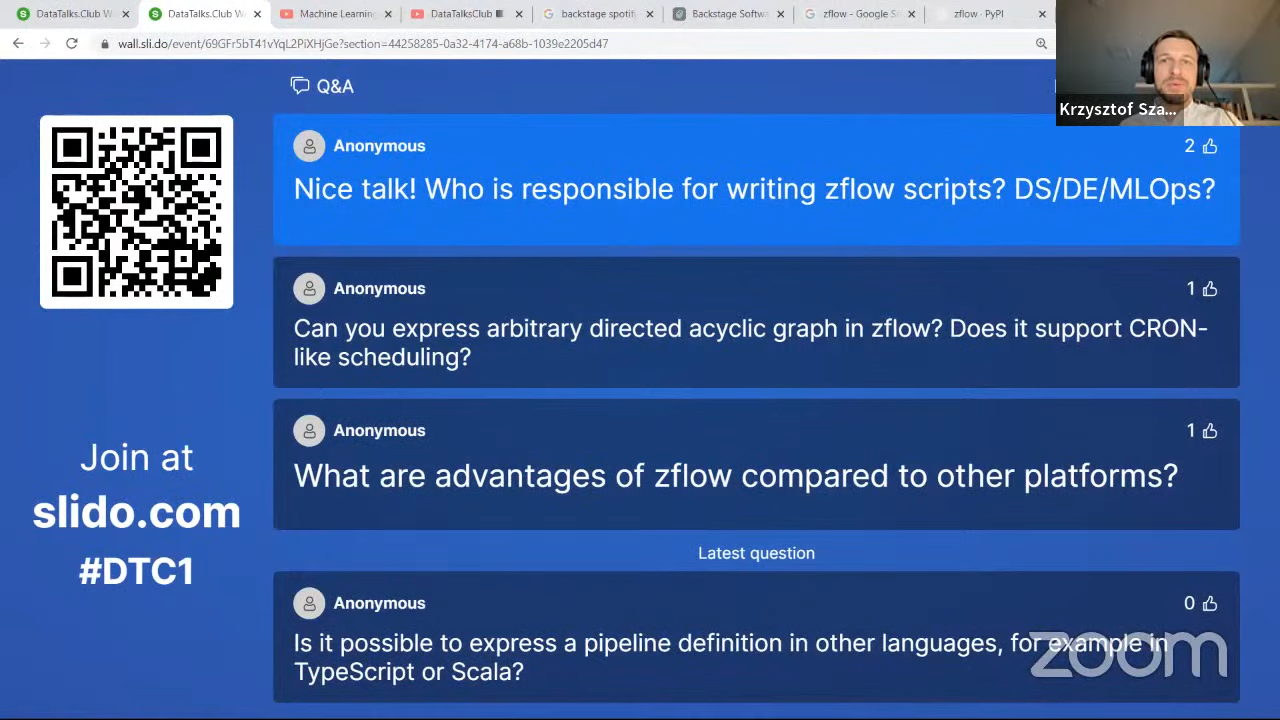 DataTalks.Club W
DataTalks.Club W
Machine Learning
DataTalksClub
backstage spotif
Backstage Softwa
zflow - Google S
zflow · PyPI
wall.sli.do/event/69GFr5bT41vYqL2PiXHjGe?section=44258285-0a32-4174-a68b-1039e2205d47
Krzysztof Sza...
Q&A
Anonymous
2
Nice talk! Who is responsible for writing zflow scripts? DS/DE/MLOps?
Anonymous
1
Can you express arbitrary directed acyclic graph in zflow? Does it support CRON-
like scheduling?
Anonymous
1
What are advantages of zflow compared to other platforms?
Join at
slido.com
#DTC1
Latest question
Anonymous
0
Is it possible to express a pipeline definition in other languages, for example in
TypeScript or Scala?
zoom